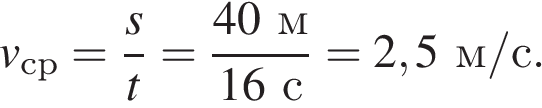 v_ср = s/t = 40 м/16 с = 2,5 м/с.